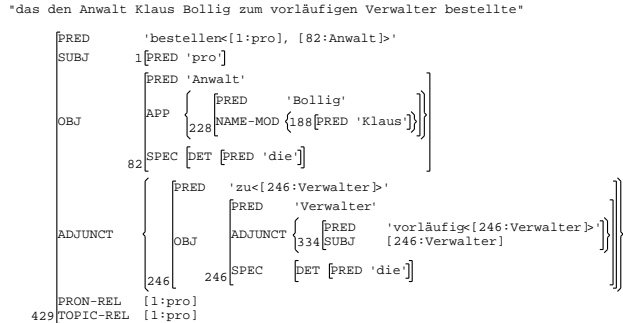 "das den Anwalt Klaus Bollig zum vorläufigen Verwalter bestellte"
PRED 'bestellen<[1:pro], [82:Anwalt]>'
SUBJ 1[PRED 'pro']
PRED 'Anwalt'
PRED 'Bollig'
OBJ APP
228 NAME-MOD {188[PRED 'Klaus']}
82 SPEC [DET [PRED 'die']]
PRED 'zu<[246:Verwalter]>'
PRED 'Verwalter'
PRED 'vorläufig<[246:Verwalter]>'
ADJUNCT OBJ ADJUNCT
334 SUBJ [246:Verwalter]
246 246 SPEC [DET [PRED 'die']]
PRON-REL [1:pro]
429 TOPIC-REL [1:pro]